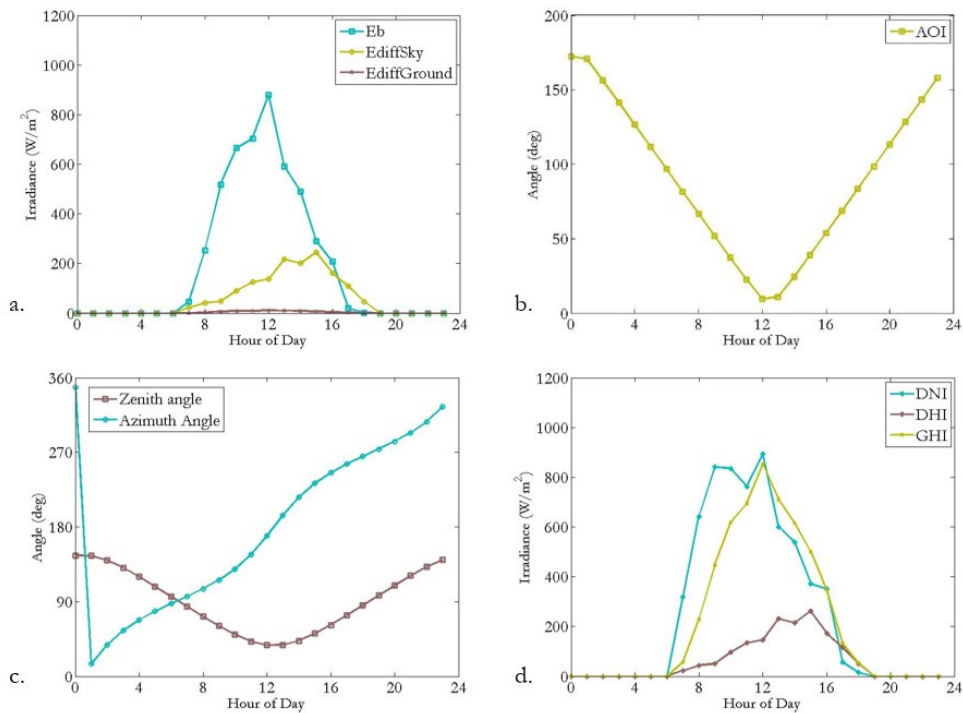 a.
Irradiance (W/m²)
1200
1000
800
600
400
200
0
0 4 8 12 16 20 24
Hour of Day
Eb
EdiffSky
EdiffGround
b.
Angle (deg)
200
150
100
50
0
0 4 8 12 16 20 24
Hour of Day
AOI
c.
Angle (deg)
360
270
180
90
0
0 4 8 12 16 20 24
Hour of Day
Zenith angle
Azimuth Angle
d.
Irradiance (W/m²)
1200
1000
800
600
400
200
0
0 4 8 12 16 20 24
Hour of Day
DNI
DHI
GHI